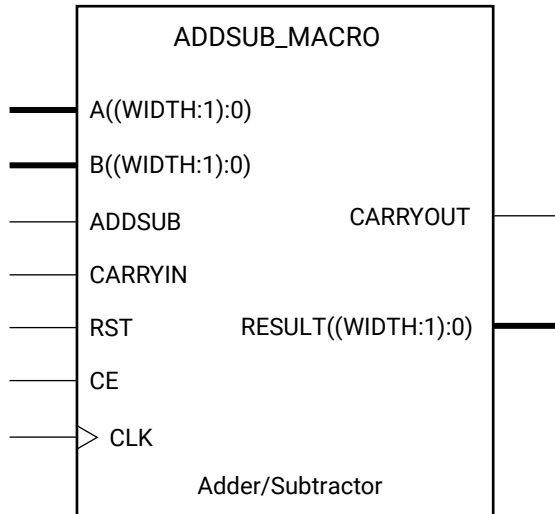 ADDSUB_MACRO
A((WIDTH:1):0)
B((WIDTH:1):0)
ADDSUB
CARRYOUT
CARRYIN
RST
RESULT((WIDTH:1):0)
CE
CLK
Adder/Subtractor